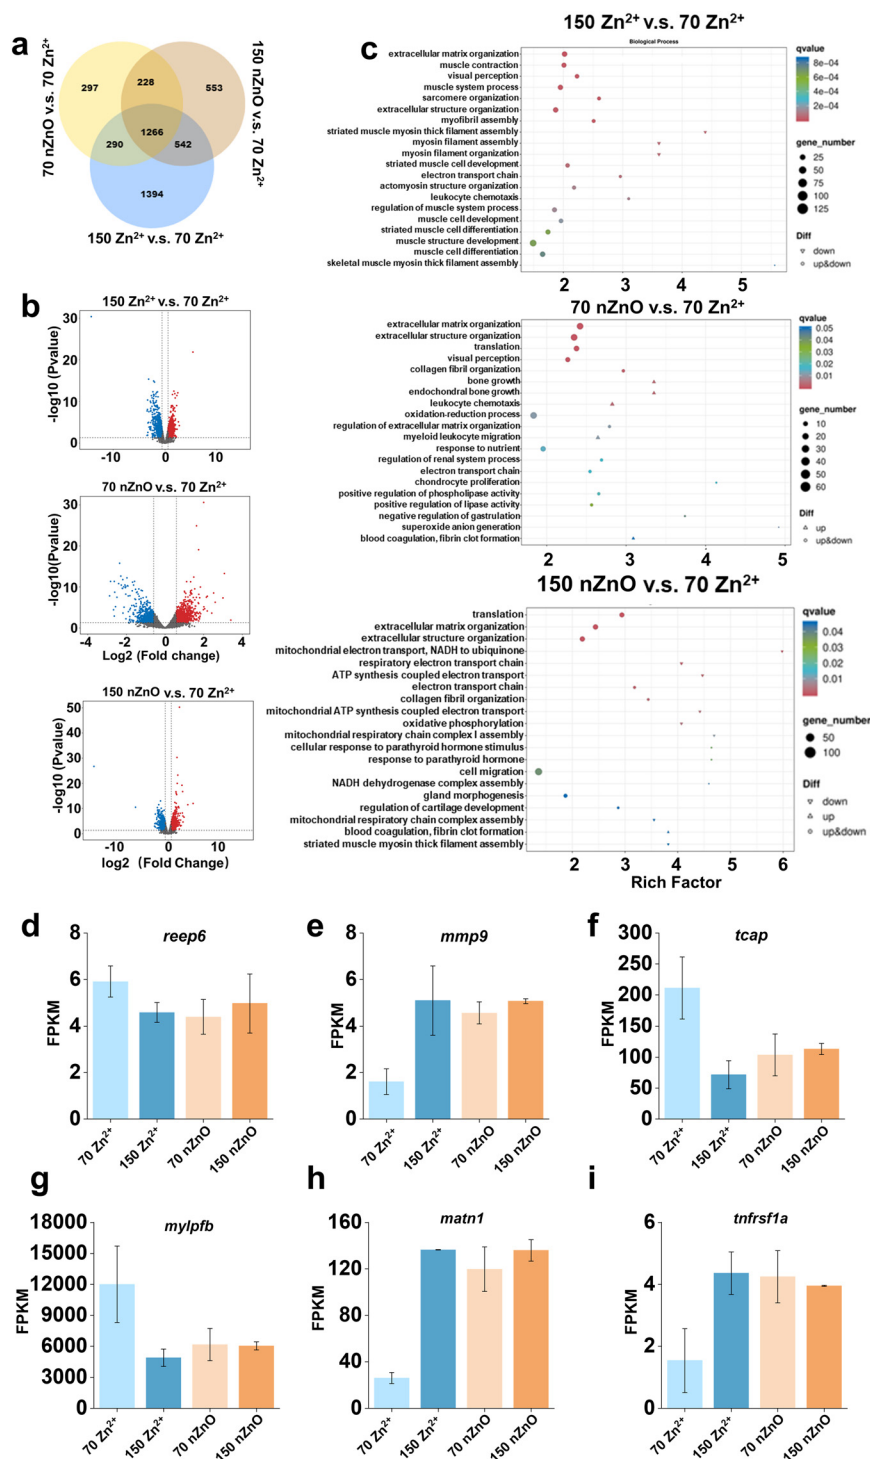 a
70 nZnO v.s. 70 Zn²⁺
150 nZnO v.s. 70 Zn²⁺
297
228
553
1266
290
542
1394
150 Zn²⁺ v.s. 70 Zn²⁺
b
150 Zn²⁺ v.s. 70 Zn²⁺
-log10 (Pvalue)
30
20
10
0
-10
0
10
70 nZnO v.s. 70 Zn²⁺
-log10(Pvalue)
30
20
10
0
-4
-2
0
2
4
Log2 (Fold change)
150 nZnO v.s. 70 Zn²⁺
-log10 (Pvalue)
50
40
30
20
10
0
-10
0
10
log2 (Fold Change)
c
150 Zn²⁺ v.s. 70 Zn²⁺
Biological Process
extracellular matrix organization
muscle contraction
visual perception
muscle system process
sarcomere organization
extracellular structure organization
myofibril assembly
striated muscle myosin thick filament assembly
myosin filament assembly
myosin filament organization
striated muscle cell development
electron transport chain
actomyosin structure organization
leukocyte chemotaxis
regulation of muscle system process
muscle cell development
striated muscle cell differentiation
muscle structure development
muscle cell differentiation
skeletal muscle myosin thick filament assembly
2
3
4
5
qvalue
8e-04
6e-04
4e-04
2e-04
gene_number
25
50
75
100
125
Diff
down
up&down
70 nZnO v.s. 70 Zn²⁺
extracellular matrix organization
extracellular structure organization
translation
visual perception
collagen fibril organization
bone growth
endochondral bone growth
leukocyte chemotaxis
oxidation-reduction process
regulation of extracellular matrix organization
myeloid leukocyte migration
response to nutrient
regulation of renal system process
electron transport chain
chondrocyte proliferation
positive regulation of phospholipase activity
positive regulation of lipase activity
negative regulation of gastrulation
superoxide anion generation
blood coagulation, fibrin clot formation
2
3
4
5
qvalue
0.05
0.04
0.03
0.02
0.01
gene_number
10
20
30
40
50
60
Diff
up
up&down
150 nZnO v.s. 70 Zn²⁺
translation
extracellular matrix organization
extracellular structure organization
mitochondrial electron transport, NADH to ubiquinone
respiratory electron transport chain
ATP synthesis coupled electron transport
electron transport chain
collagen fibril organization
mitochondrial ATP synthesis coupled electron transport
oxidative phosphorylation
mitochondrial respiratory chain complex I assembly
cellular response to parathyroid hormone stimulus
response to parathyroid hormone
cell migration
NADH dehydrogenase complex assembly
gland morphogenesis
regulation of cartilage development
mitochondrial respiratory chain complex assembly
blood coagulation, fibrin clot formation
striated muscle myosin thick filament assembly
2
3
4
5
6
Rich Factor
qvalue
0.04
0.03
0.02
0.01
gene_number
50
100
Diff
down
up
up&down
d
reep6
FPKM
8
6
4
2
0
70 Zn²⁺
150 Zn²⁺
70 nZnO
150 nZnO
e
mmp9
FPKM
8
6
4
2
0
70 Zn²⁺
150 Zn²⁺
70 nZnO
150 nZnO
f
tcap
FPKM
300
250
200
150
100
50
0
70 Zn²⁺
150 Zn²⁺
70 nZnO
150 nZnO
g
mylpfb
FPKM
18000
15000
12000
9000
6000
3000
0
70 Zn²⁺
150 Zn²⁺
70 nZnO
150 nZnO
h
matn1
FPKM
160
120
80
40
0
70 Zn²⁺
150 Zn²⁺
70 nZnO
150 nZnO
i
tnfrsf1a
FPKM
6
4
2
0
70 Zn²⁺
150 Zn²⁺
70 nZnO
150 nZnO